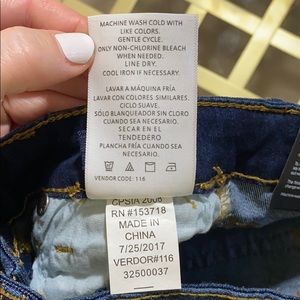 MACHINE WASH COLD WITH
LIKE COLORS.
GENTLE CYCLE.
ONLY NON-CHLORINE BLEACH
WHEN NEEDED.
LINE DRY.
COOL IRON IF NECESSARY.
LAVAR A MAQUINA FRÍA
LAVAR CON COLORES SIMILARES.
CICLO SUAVE.
SÓLO BLANQUEAR SIN CLORO
CUANDO SEA NECESARIO.
SECAR EN EL
TENDEDERO
PLANCHA FRÍA CUANDO SEA
NECESARIO.
VENDOR CODE: 116
CPSIA 2008
RN #153718
MADE IN
CHINA
7/25/2017
VERDOR#116
32500037